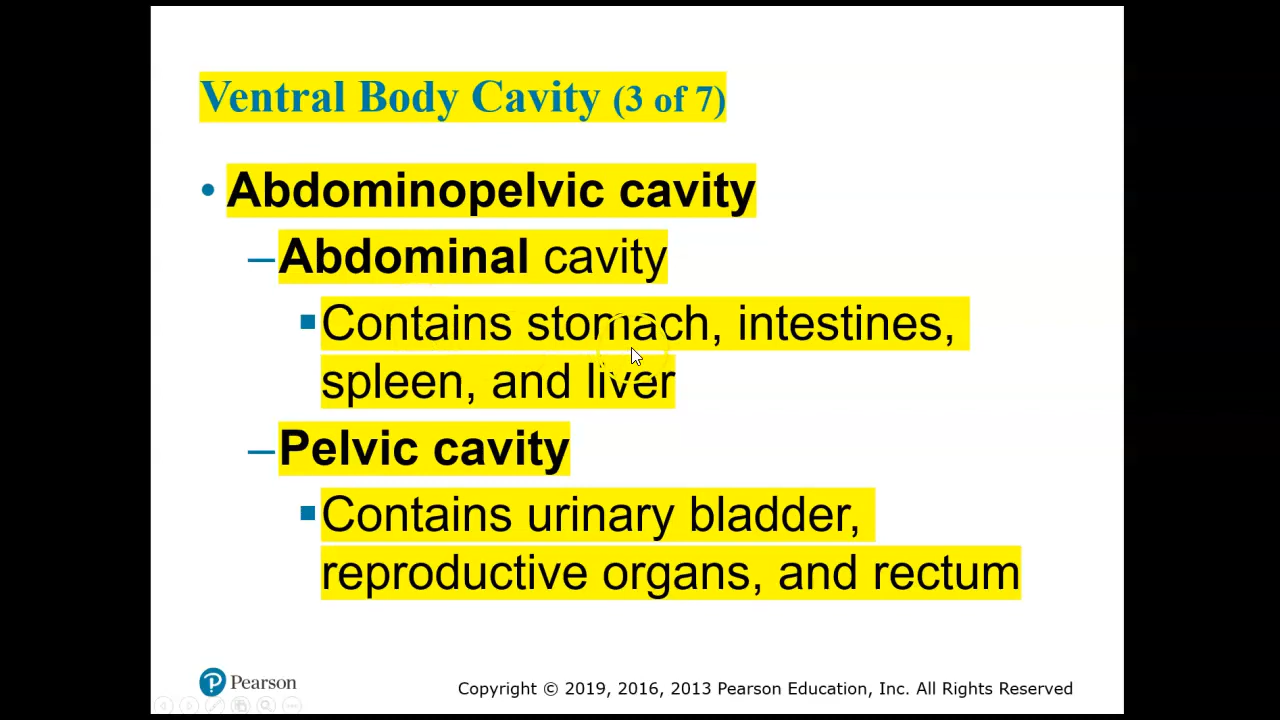 Ventral Body Cavity (3 of 7)
• Abdominopelvic cavity
–Abdominal cavity
▪Contains stomach, intestines,
spleen, and liver
–Pelvic cavity
▪Contains urinary bladder,
reproductive organs, and rectum
P Pearson
Copyright © 2019, 2016, 2013 Pearson Education, Inc. All Rights Reserved